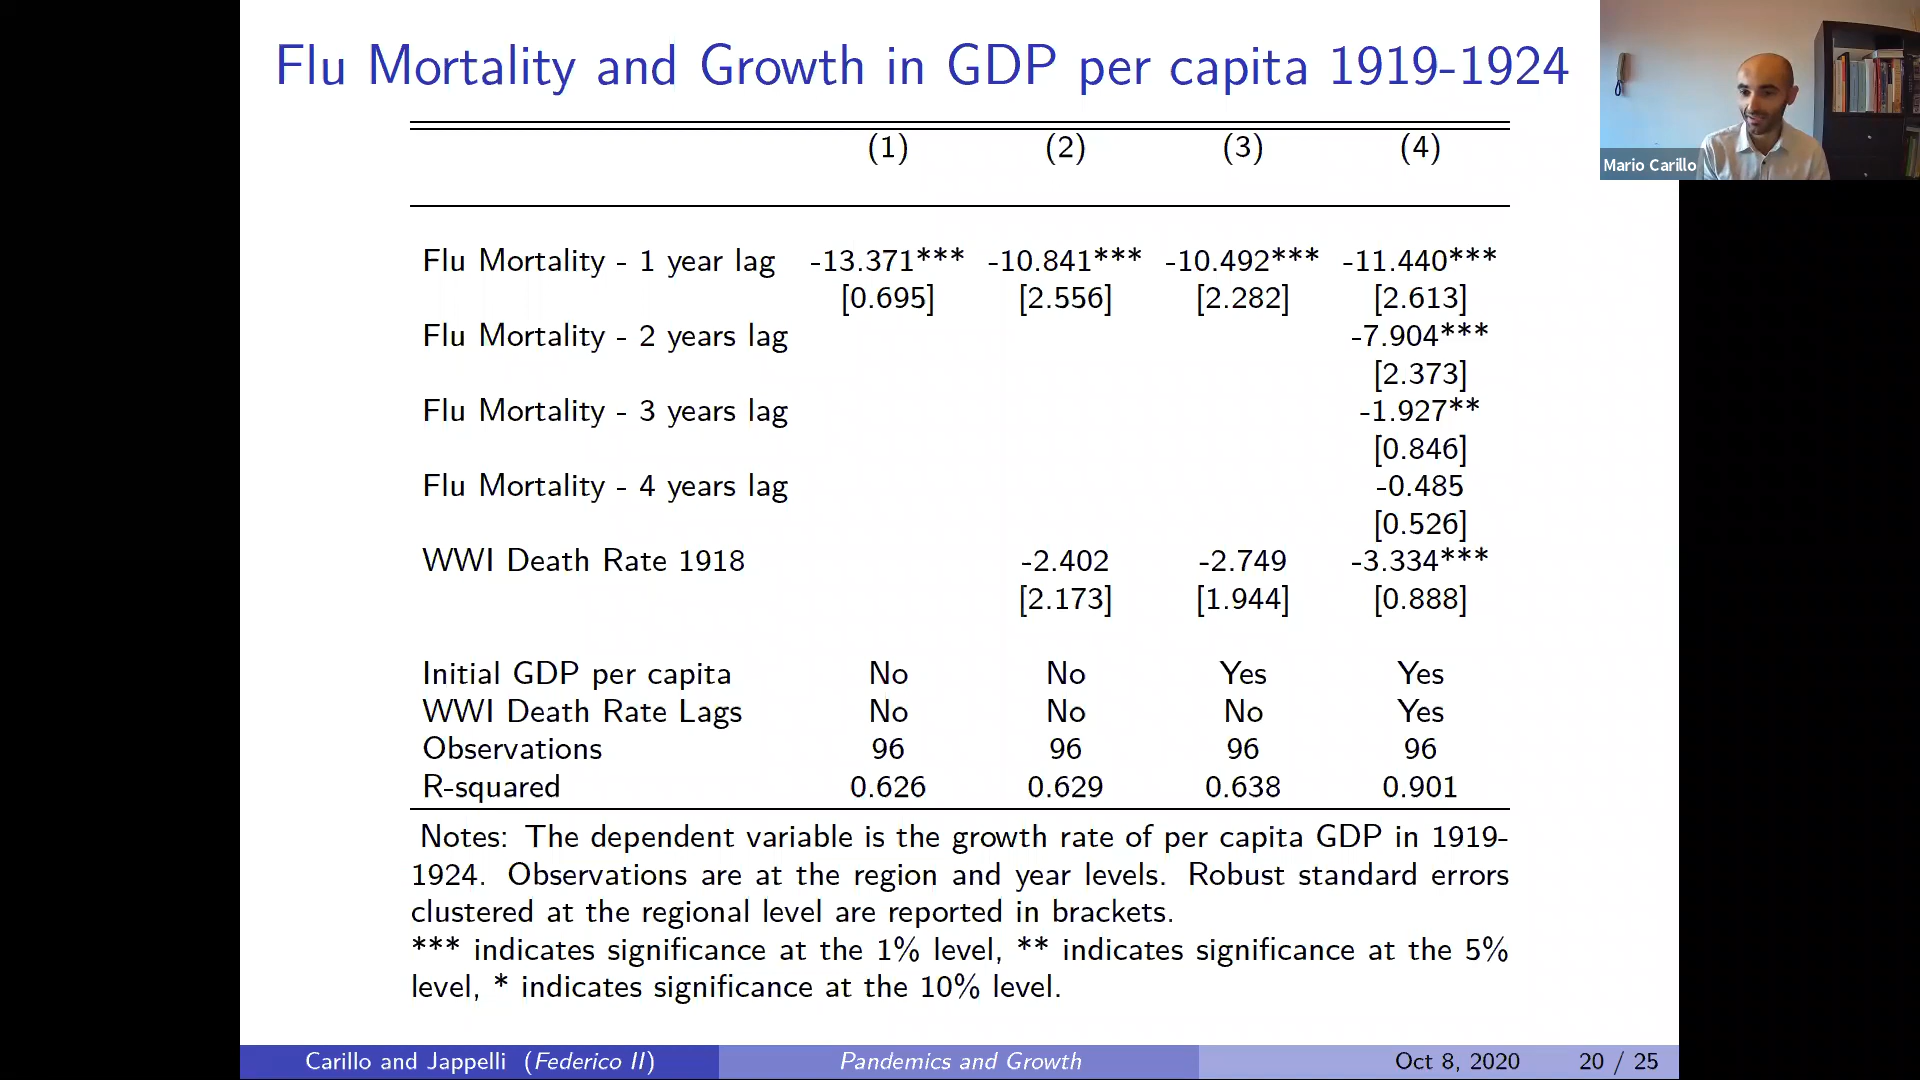 Flu Mortality and Growth in GDP per capita 1919-1924
Mario Carillo
(1) (2) (3) (4)
Flu Mortality - 1 year lag -13.371*** -10.841*** -10.492*** -11.440***
[0.695] [2.556] [2.282] [2.613]
Flu Mortality - 2 years lag -7.904***
[2.373]
Flu Mortality - 3 years lag -1.927**
[0.846]
Flu Mortality - 4 years lag -0.485
[0.526]
WWI Death Rate 1918 -2.402 -2.749 -3.334***
[2.173] [1.944] [0.888]
Initial GDP per capita No No Yes Yes
WWI Death Rate Lags No No No Yes
Observations 96 96 96 96
R-squared 0.626 0.629 0.638 0.901
Notes: The dependent variable is the growth rate of per capita GDP in 1919-
1924. Observations are at the region and year levels. Robust standard errors
clustered at the regional level are reported in brackets.
*** indicates significance at the 1% level, ** indicates significance at the 5%
level, * indicates significance at the 10% level.
Carillo and Jappelli (Federico II) Pandemics and Growth Oct 8, 2020 20 / 25